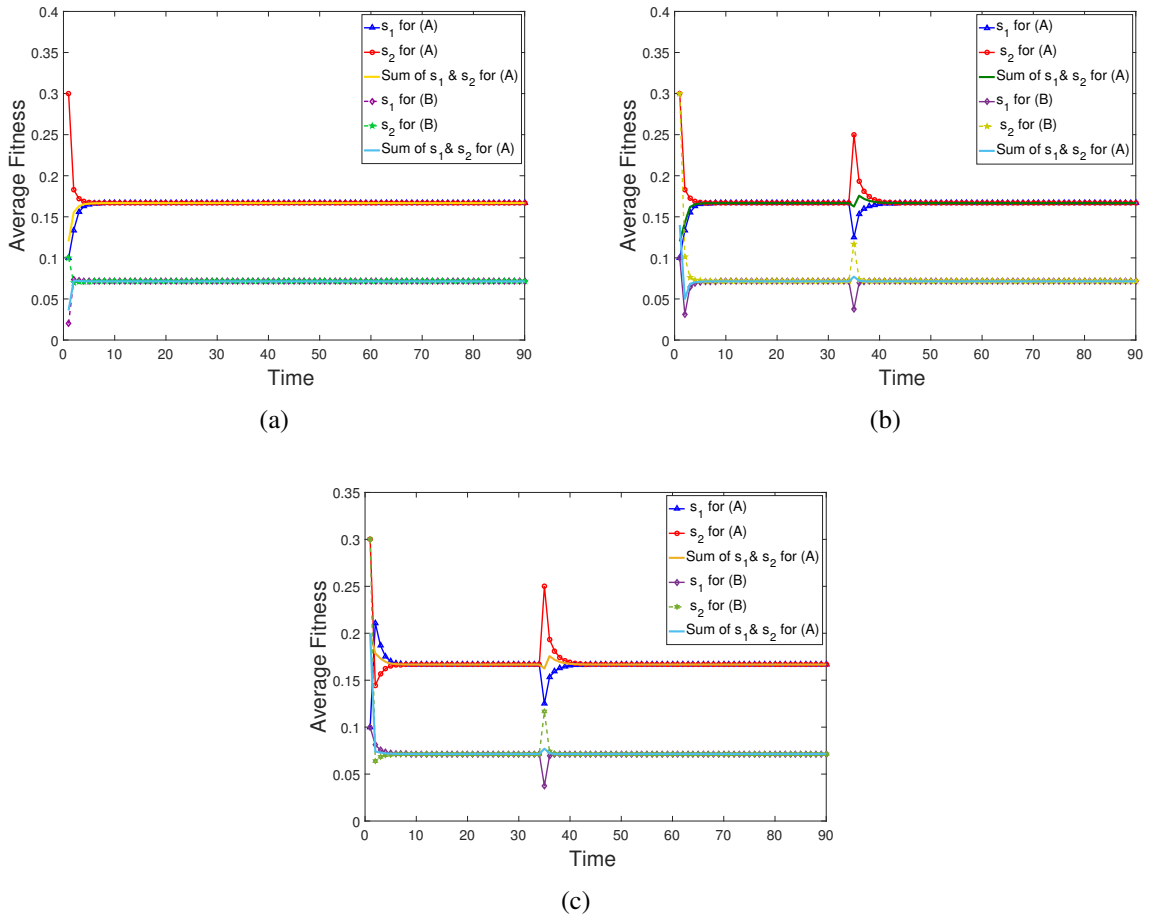 0.4
0.35
0.3
0.25
0.2
0.15
0.1
0.05
0
0 10 20 30 40 50 60 70 80 90
Average Fitness
Time
s1 for (A)
s2 for (A)
Sum of s1 & s2 for (A)
s1 for (B)
s2 for (B)
Sum of s1& s2 for (A)
(a)
0.4
0.35
0.3
0.25
0.2
0.15
0.1
0.05
0
0 10 20 30 40 50 60 70 80 90
Average Fitness
Time
s1 for (A)
s2 for (A)
Sum of s1 & s2 for (A)
s1 for (B)
s2 for (B)
Sum of s1& s2 for (A)
(b)
0.35
0.3
0.25
0.2
0.15
0.1
0.05
0
0 10 20 30 40 50 60 70 80 90
Average Fitness
Time
s1 for (A)
s2 for (A)
Sum of s1& s2 for (A)
s1 for (B)
s2 for (B)
Sum of s1& s2 for (A)
(c)